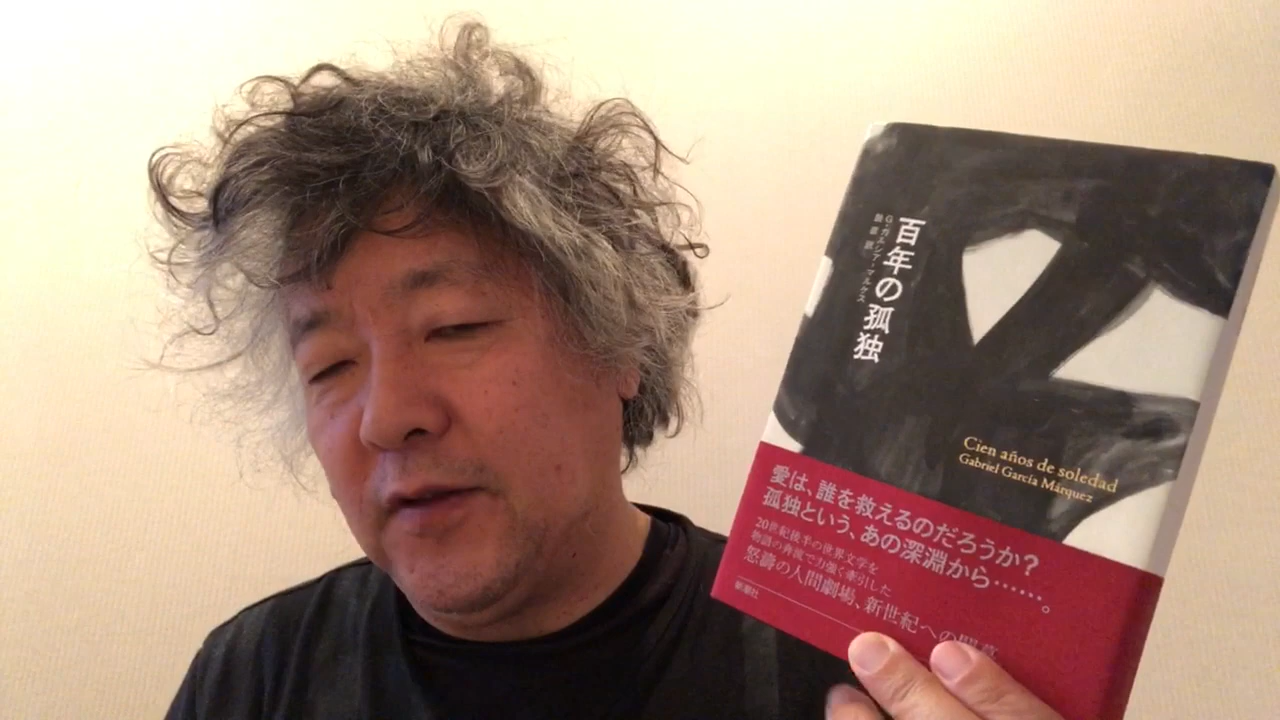 百年の孤独
G・ガルシア・マルケス
鼓 直 訳
Cien años de soledad
Gabriel García Márquez
愛は、誰を救えるのだろうか?
孤独という、あの深淵から……。
20世紀後半の世界文学を
物語の奔流で力強く牽引した
怒濤の人間劇場、新世紀への開幕
新潮社